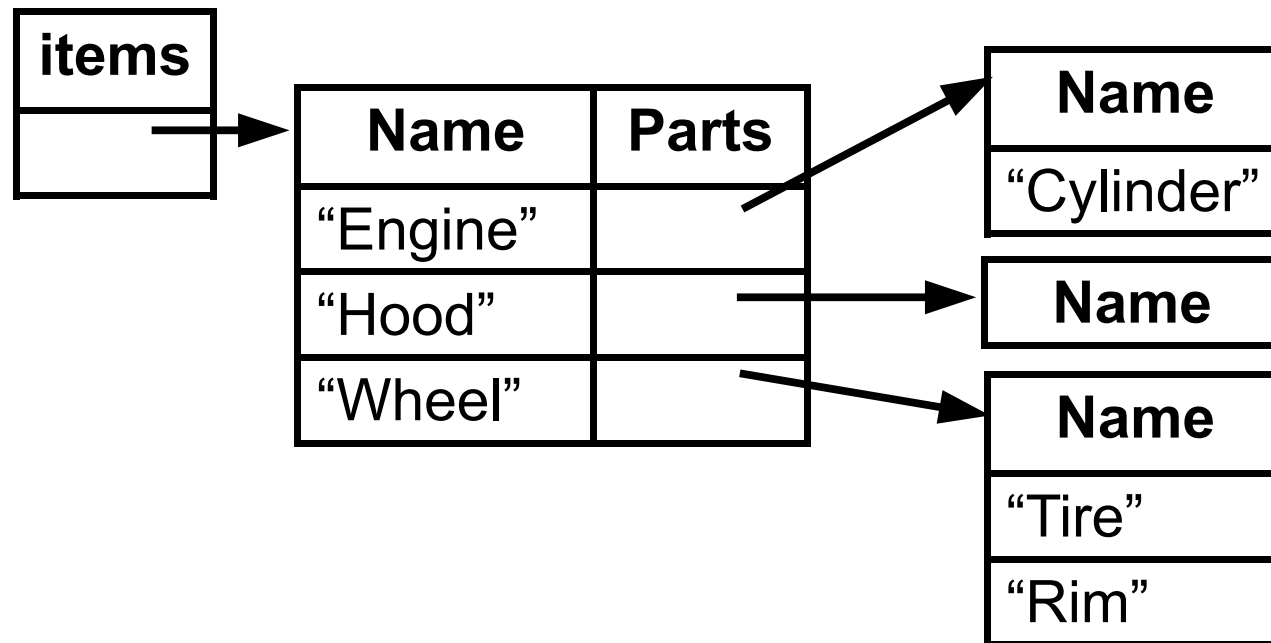 items
Name Parts
“Engine”
“Hood”
“Wheel”
Name
“Cylinder”
Name
Name
“Tire”
“Rim”